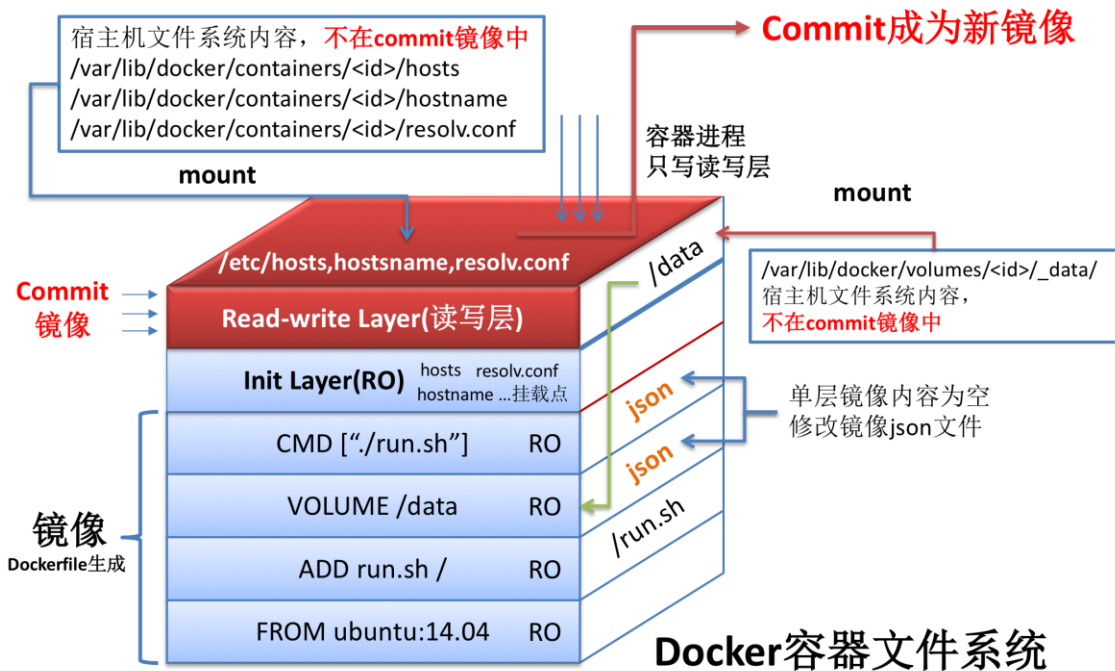 宿主机文件系统内容，不在commit镜像中
/var/lib/docker/containers/<id>/hosts
/var/lib/docker/containers/<id>/hostname
/var/lib/docker/containers/<id>/resolv.conf
Commit成为新镜像
容器进程
只写读写层
mount
mount
/var/lib/docker/volumes/<id>/_data/
宿主机文件系统内容，
不在commit镜像中
/etc/hosts,hostsname,resolv.conf
/data
Commit
镜像
Read-write Layer(读写层)
Init Layer(RO)
hosts resolv.conf
hostname ...挂载点
json
json
单层镜像内容为空
修改镜像json文件
CMD [“./run.sh”] RO
VOLUME /data RO
/run.sh
镜像
Dockerfile生成
ADD run.sh / RO
FROM ubuntu:14.04 RO
Docker容器文件系统